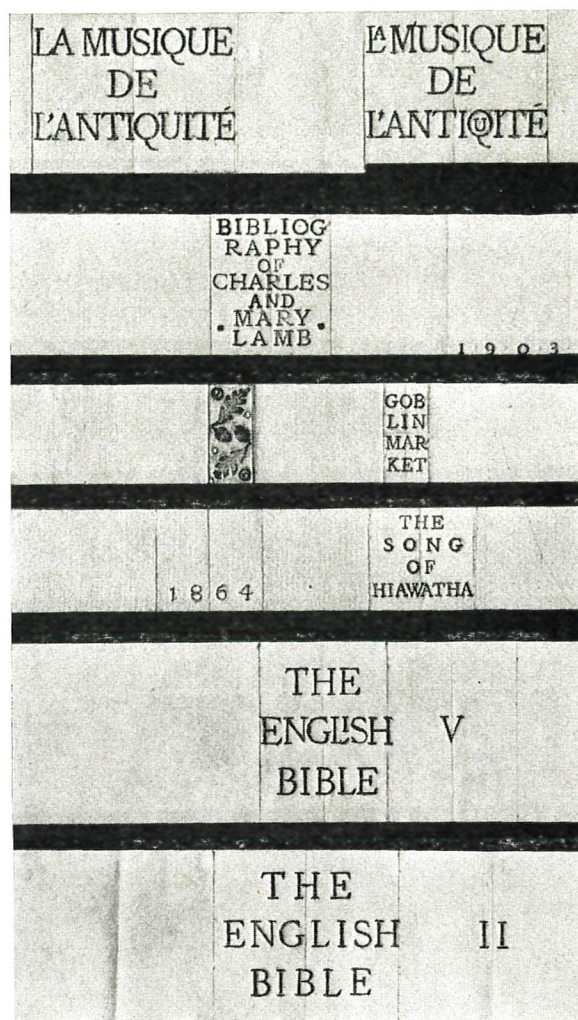 LA MUSIQUE
DE
L'ANTIQUITÉ
LA MUSIQUE
DE
L'ANTIQUITÉ
BIBLIOG
RAPHY
OF
CHARLES
AND
• MARY •
LAMB
1903
GOB
LIN
MAR
KET
THE
SONG
OF
HIAWATHA
1864
THE
ENGLISH
BIBLE
V
THE
ENGLISH
BIBLE
II